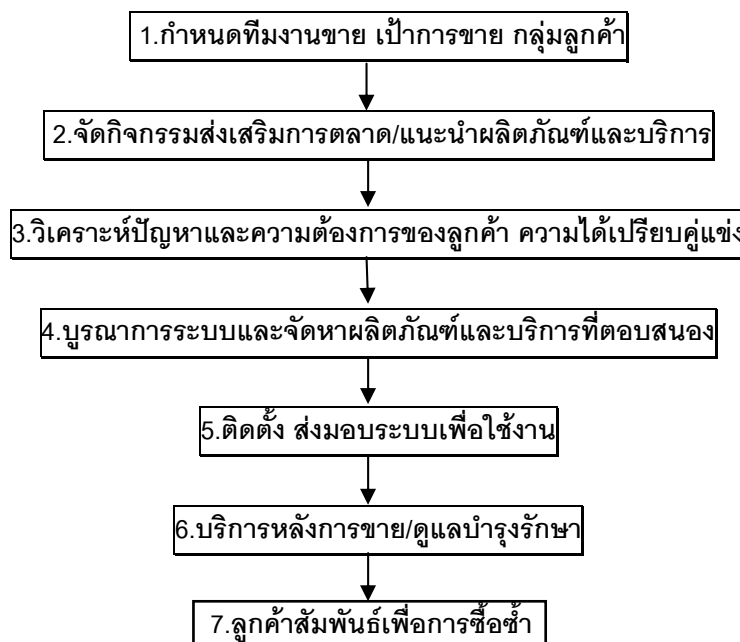 1.กำหนดทีมงานขาย เป้าการขาย กลุ่มลูกค้า
2.จัดกิจกรรมส่งเสริมการตลาด/แนะนำผลิตภัณฑ์และบริการ
3.วิเคราะห์ปัญหาและความต้องการของลูกค้า ความได้เปรียบคู่แข่ง
4.บูรณาการระบบและจัดหาผลิตภัณฑ์และบริการที่ตอบสนอง
5.ติดตั้ง ส่งมอบระบบเพื่อใช้งาน
6.บริการหลังการขาย/ดูแลบำรุงรักษา
7.ลูกค้าสัมพันธ์เพื่อการซื้อซ้ำ